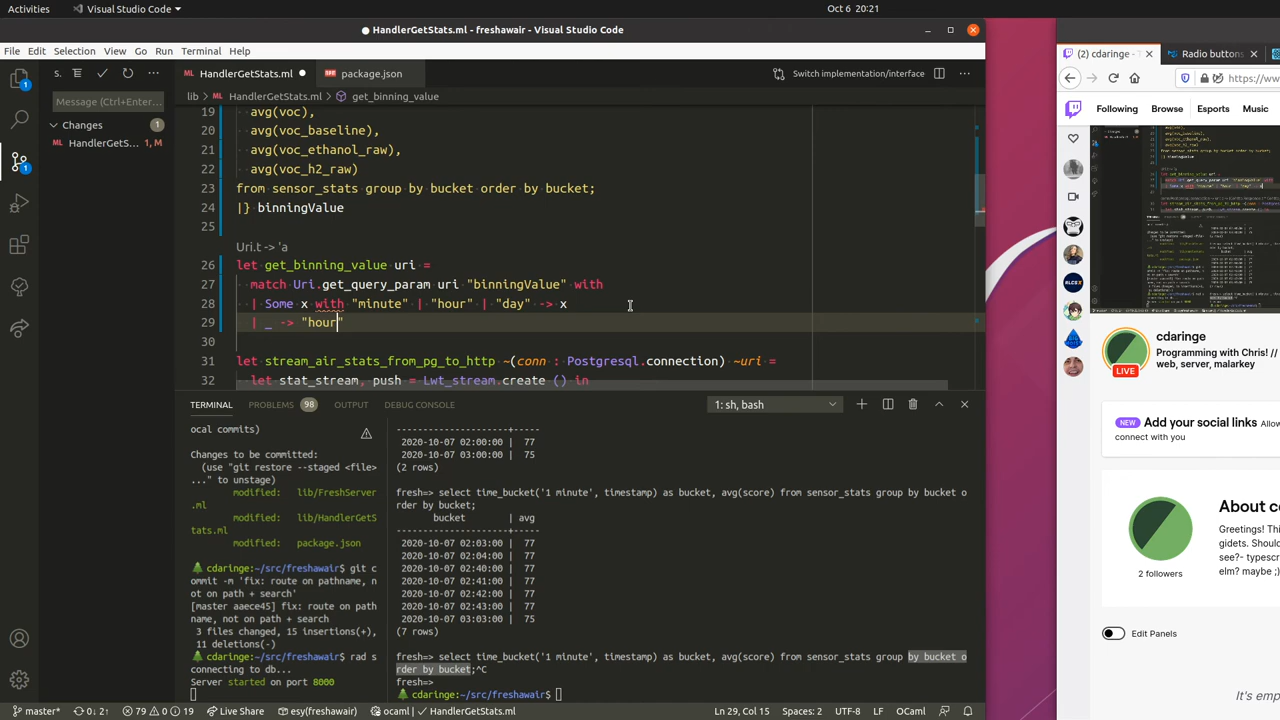 Activities
Visual Studio Code
Oct 6 20:21
● HandlerGetStats.ml - freshawair - Visual Studio Code
File Edit Selection View Go Run Terminal Help
S.
HandlerGetStats.ml
package.json
Switch implementation/interface
lib > HandlerGetStats.ml > get_binning_value
Message (Ctrl+Enter...
Changes 1
HandlerGetS... 1, M
19 avg(voc),
20 avg(voc_baseline),
21 avg(voc_ethanol_raw),
22 avg(voc_h2_raw)
23 from sensor_stats group by bucket order by bucket;
24 |} binningValue
25
Uri.t -> 'a
26 let get_binning_value uri =
27 match Uri.get_query_param uri "binningValue" with
28 | Some x with "minute" | "hour" | "day" -> x
29 | _ -> "hour"
30
31 let stream_air_stats_from_pg_to_http ~(conn : Postgresql.connection) ~uri =
32 let stat_stream, push = Lwt_stream.create () in
TERMINAL PROBLEMS 98 OUTPUT DEBUG CONSOLE
1: sh, bash
ocal commits)
Changes to be committed:
(use "git restore --staged <file>
..." to unstage)
modified: lib/FreshServer
.ml
modified: lib/HandlerGetS
tats.ml
modified: package.json
cdaringe:~/src/freshawair$ git c
ommit -m 'fix: route on pathname, n
ot on path + search'
[master aaece45] fix: route on path
name, not on path + search
3 files changed, 15 insertions(+),
11 deletions(-)
cdaringe:~/src/freshawair$ rad s
connecting to db...
Server started on port 8000
---------------------+-----
2020-10-07 02:00:00 | 77
2020-10-07 03:00:00 | 75
(2 rows)
fresh=> select time_bucket('1 minute', timestamp) as bucket, avg(score) from sensor_stats group by bucket o
rder by bucket;
bucket | avg
---------------------+-----
2020-10-07 02:03:00 | 77
2020-10-07 02:04:00 | 77
2020-10-07 02:40:00 | 77
2020-10-07 02:41:00 | 77
2020-10-07 02:42:00 | 77
2020-10-07 02:43:00 | 77
2020-10-07 03:03:00 | 75
(7 rows)
fresh=> select time_bucket('1 minute', timestamp) as bucket, avg(score) from sensor_stats group by bucket o
rder by bucket;^C
fresh=>
cdaringe:~/src/freshawair$
master* 0↓ 2↑ 79 0 19 Live Share esy(freshawair) ocaml HandlerGetStats.ml Ln 29, Col 15 Spaces: 2 UTF-8 LF OCaml
(2) cdaringe - T
Radio buttons
https://ww
Following Browse Esports Music
LIVE
cdaringe
Programming with Chris! //
web, server, malarkey
NEW Add your social links Allow
connect with you
2 followers
About c
Greetings! Thi
gidets. Should
see?- typescr
elm? maybe ;)
Edit Panels
It's emp